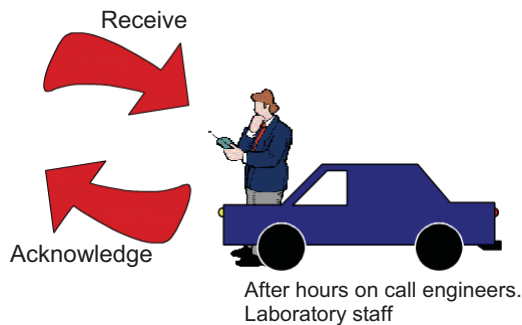 Receive
Acknowledge
After hours on call engineers.
Laboratory staff